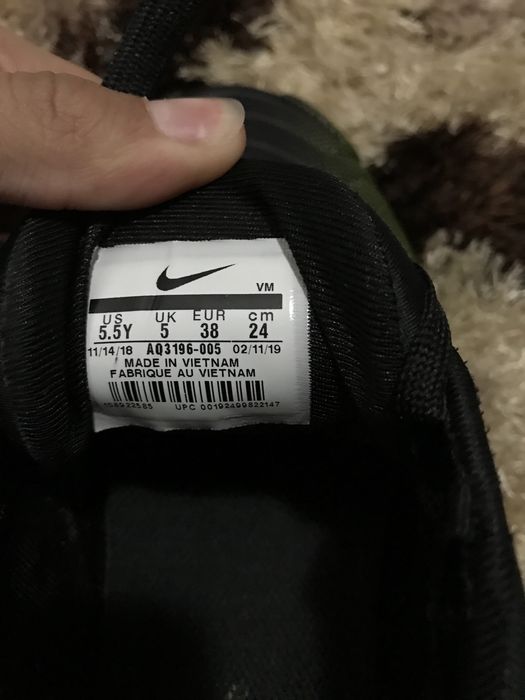 VM
US UK EUR cm
5.5Y 5 38 24
11/14/18 AQ3196-005 02/11/19
MADE IN VIETNAM
FABRIQUE AU VIETNAM
UPC 00192499822147